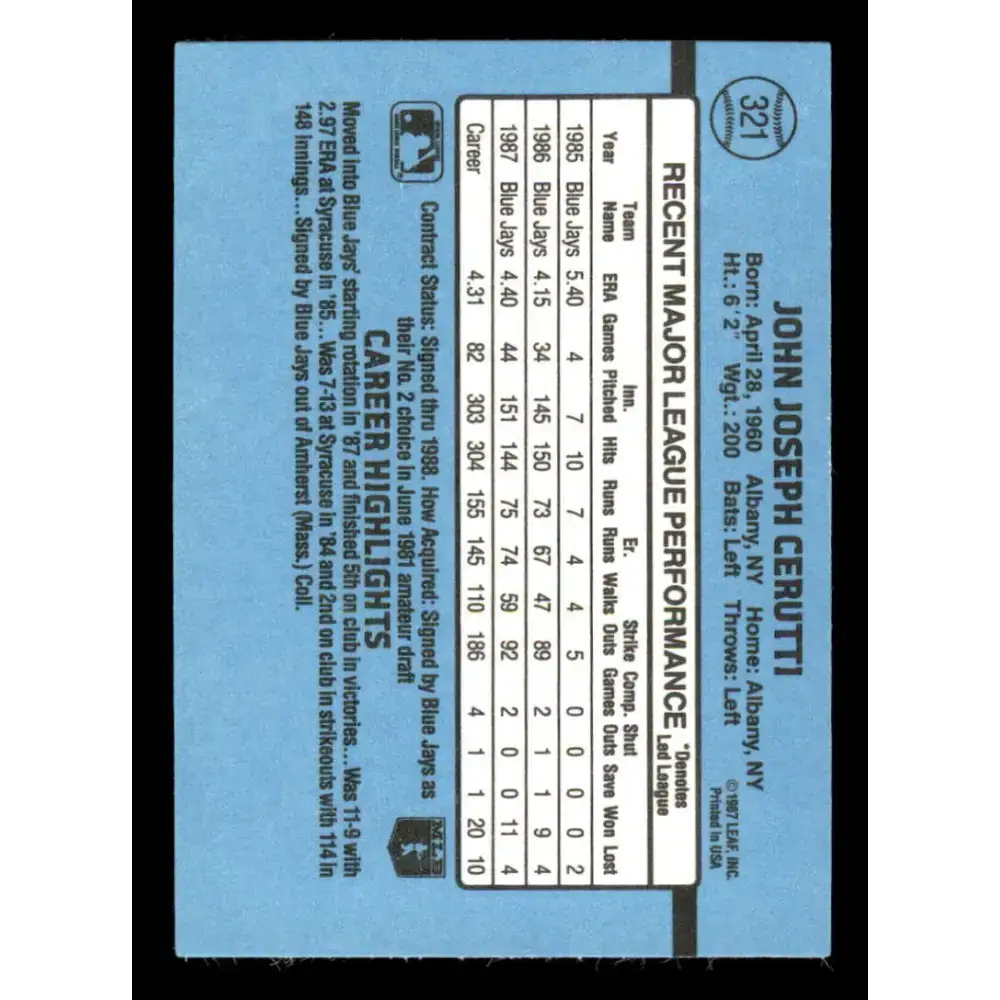 321
JOHN JOSEPH CERUTTI
Born: April 28, 1960 Albany, NY Home: Albany, NY
Ht.: 6'2" Wgt.: 200 Bats: Left Throws: Left
©1987 LEAF, INC.
Printed in USA
RECENT MAJOR LEAGUE PERFORMANCE *Denotes Led League
Team Inn. Er. Strike Comp. Shut
Year Name ERA Games Pitched Hits Runs Runs Walks Outs Games Outs Save Won Lost
1985 Blue Jays 5.40 4 7 10 7 4 4 5 0 0 0 0 2
1986 Blue Jays 4.15 34 145 150 73 67 47 89 2 1 1 9 4
1987 Blue Jays 4.40 44 151 144 75 74 59 92 2 0 0 11 4
Career 4.31 82 303 304 155 145 110 186 4 1 1 20 10
Contract Status: Signed thru 1988. How Acquired: Signed by Blue Jays as
their No. 2 choice in June 1981 amateur draft
MLB
CAREER HIGHLIGHTS
Moved into Blue Jays' starting rotation in '87 and finished 5th on club in victories...Was 11-9 with
2.97 ERA at Syracuse in '85...Was 7-13 at Syracuse in '84 and 2nd on club in strikeouts with 114 in
148 innings...Signed by Blue Jays out of Amherst (Mass.) Coll.